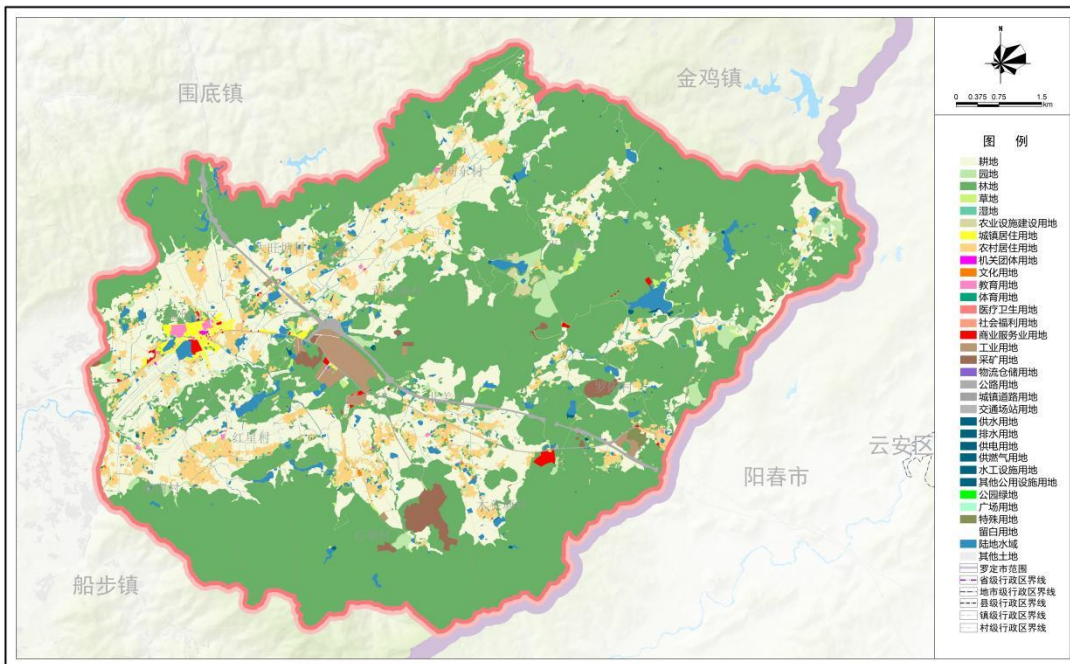 围底镇
金鸡镇
红星村
船步镇
阳春市
云安区
N
0 0.375 0.75 1.5
km
图 例
耕地
园地
林地
草地
湿地
农业设施建设用地
城镇居住用地
农村居住用地
机关团体用地
文化用地
教育用地
体育用地
医疗卫生用地
社会福利用地
商业服务业用地
工业用地
采矿用地
物流仓储用地
公路用地
城镇道路用地
交通场站用地
供水用地
排水用地
供电用地
供燃气用地
水工设施用地
其他公用设施用地
公园绿地
广场用地
特殊用地
留白用地
陆地水域
其他土地
罗定市范围
省级行政区界线
地市级行政区界线
县级行政区界线
镇级行政区界线
村级行政区界线